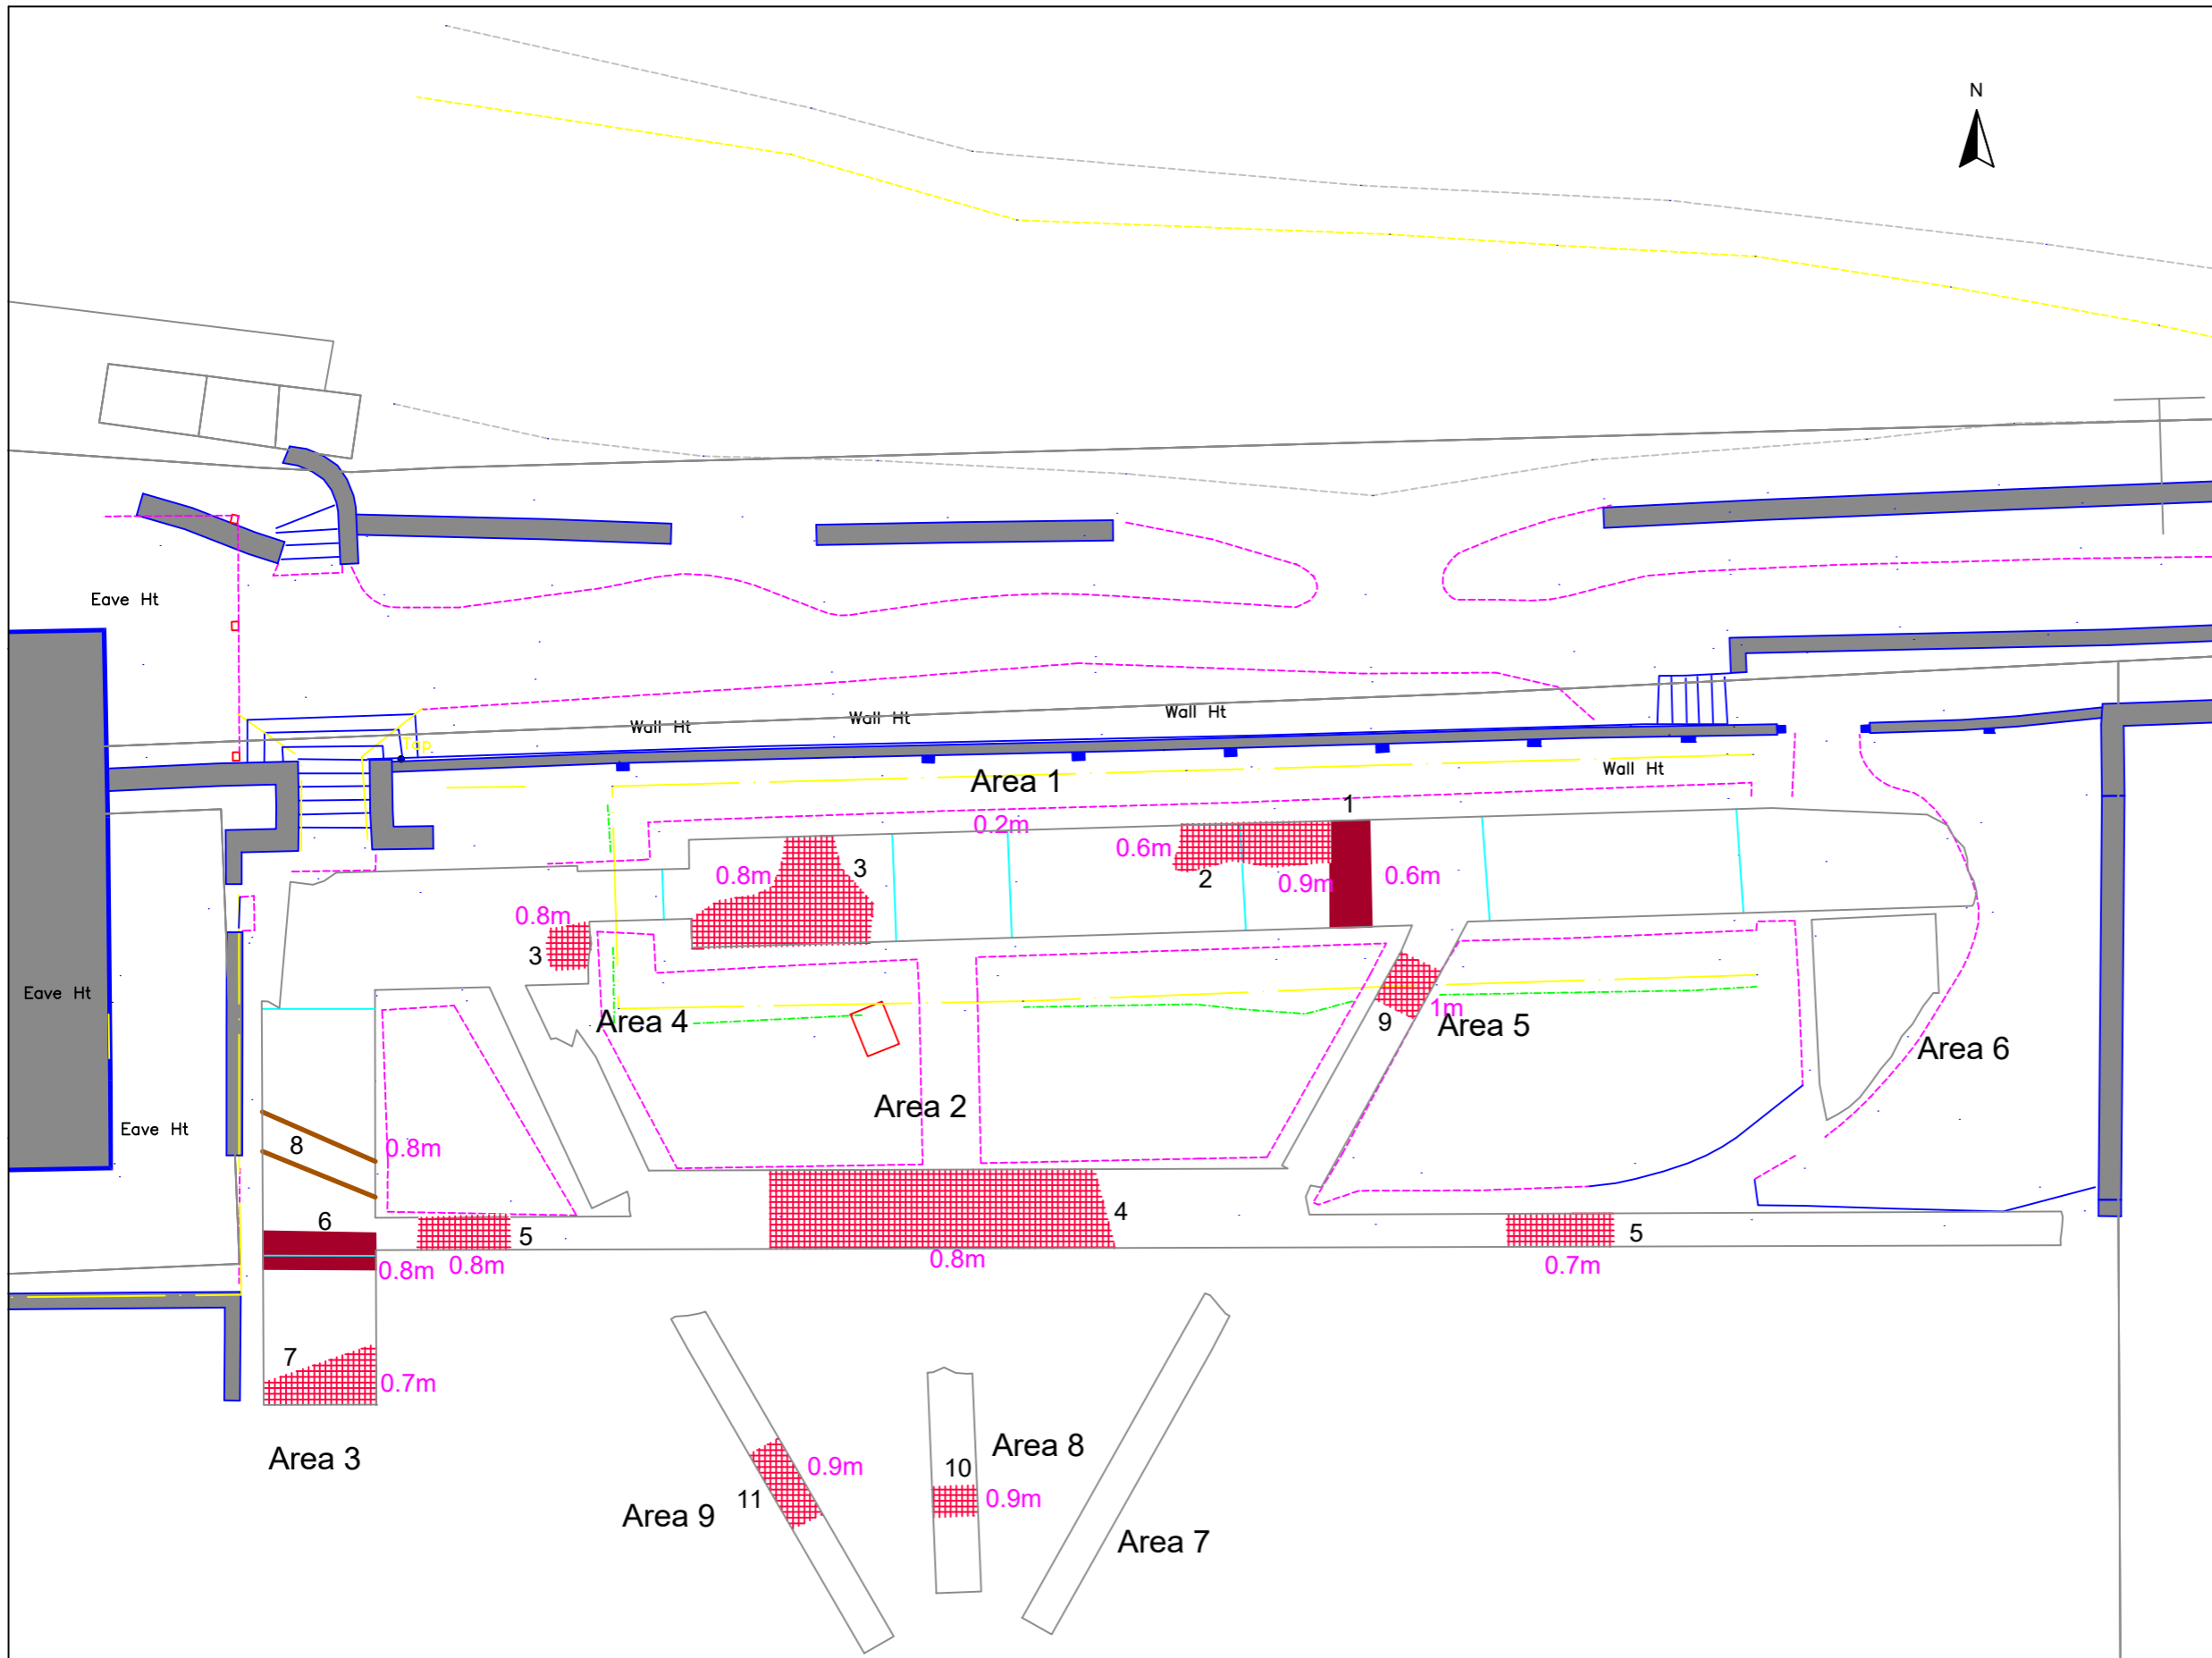 N
Eave Ht
Wall Ht
Wall Ht
Wall Ht
Top
Wall Ht
Area 1
1
0.2m
0.6m
3
0.8m
2
0.9m
0.6m
0.8m
3
1m
9
Area 4
Area 5
Eave Ht
Area 6
Area 2
Eave Ht
8
0.8m
6
4
5
5
0.8m
0.8m
0.8m
0.7m
7
0.7m
Area 3
Area 8
0.9m
10
11
0.9m
Area 9
Area 7